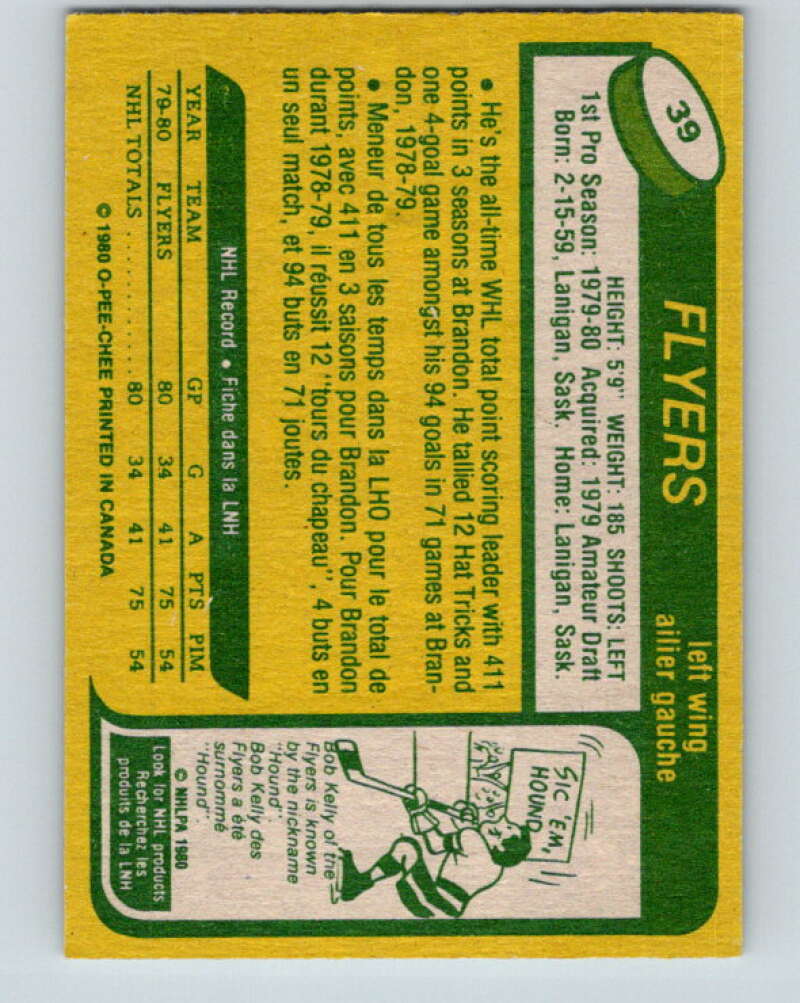 39
FLYERS
left wing
ailier gauche
HEIGHT: 5'9" WEIGHT: 185 SHOOTS: LEFT
1st Pro Season: 1979-80 Acquired: 1979 Amateur Draft
Born: 2-15-59, Lanigan, Sask. Home: Lanigan, Sask.
• He's the all-time WHL total point scoring leader with 411
points in 3 seasons at Brandon. He tallied 12 Hat Tricks and
one 4-goal game amongst his 94 goals in 71 games at Bran-
don, 1978-79.
• Meneur de tous les temps dans la LHO pour le total de
points, avec 411 en 3 saisons pour Brandon. Pour Brandon
durant 1978-79, il réussit 12 "tours du chapeau", 4 buts en
un seul match, et 94 buts en 71 joutes.
NHL Record • Fiche dans la LNH
YEAR TEAM GP G A PTS PIM
79-80 FLYERS 80 34 41 75 54
NHL TOTALS .......... 80 34 41 75 54
© 1980 O-PEE-CHEE PRINTED IN CANADA
SIC 'EM,
HOUND
Bob Kelly of the
Flyers is known
by the nickname
"Hound"
Bob Kelly des
Flyers a été
surnommé
"Hound"
© NHLPA 1980
Look for NHL products
Recherchez les
produits de la LNH